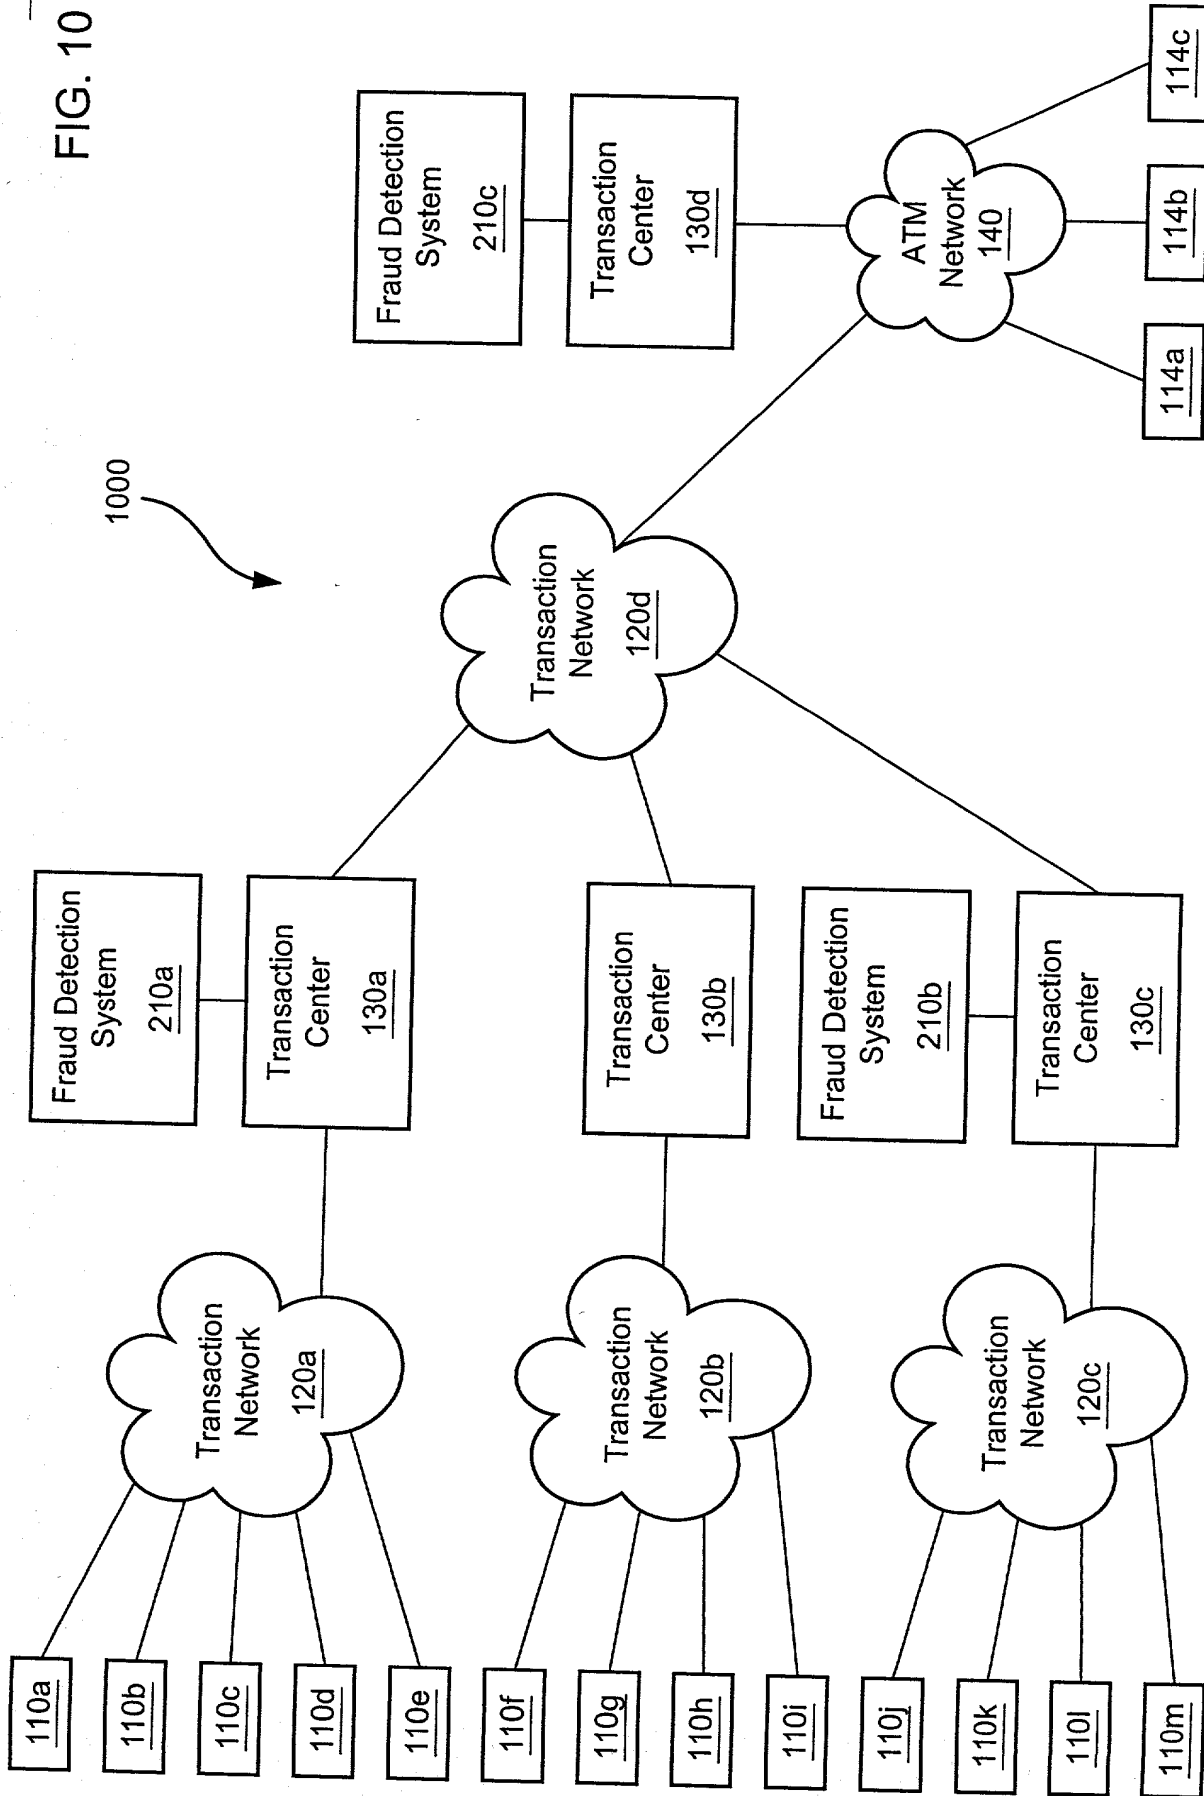 FIG. 10
1000
Fraud Detection
System
210a
Transaction
Center
130a
Transaction
Network
120a
110a
110b
110c
110d
110e
Transaction
Center
130b
Transaction
Network
120b
110f
110g
110h
110i
Fraud Detection
System
210b
Transaction
Center
130c
Transaction
Network
120c
110j
110k
110l
110m
Transaction
Network
120d
Fraud Detection
System
210c
Transaction
Center
130d
ATM
Network
140
114a
114b
114c